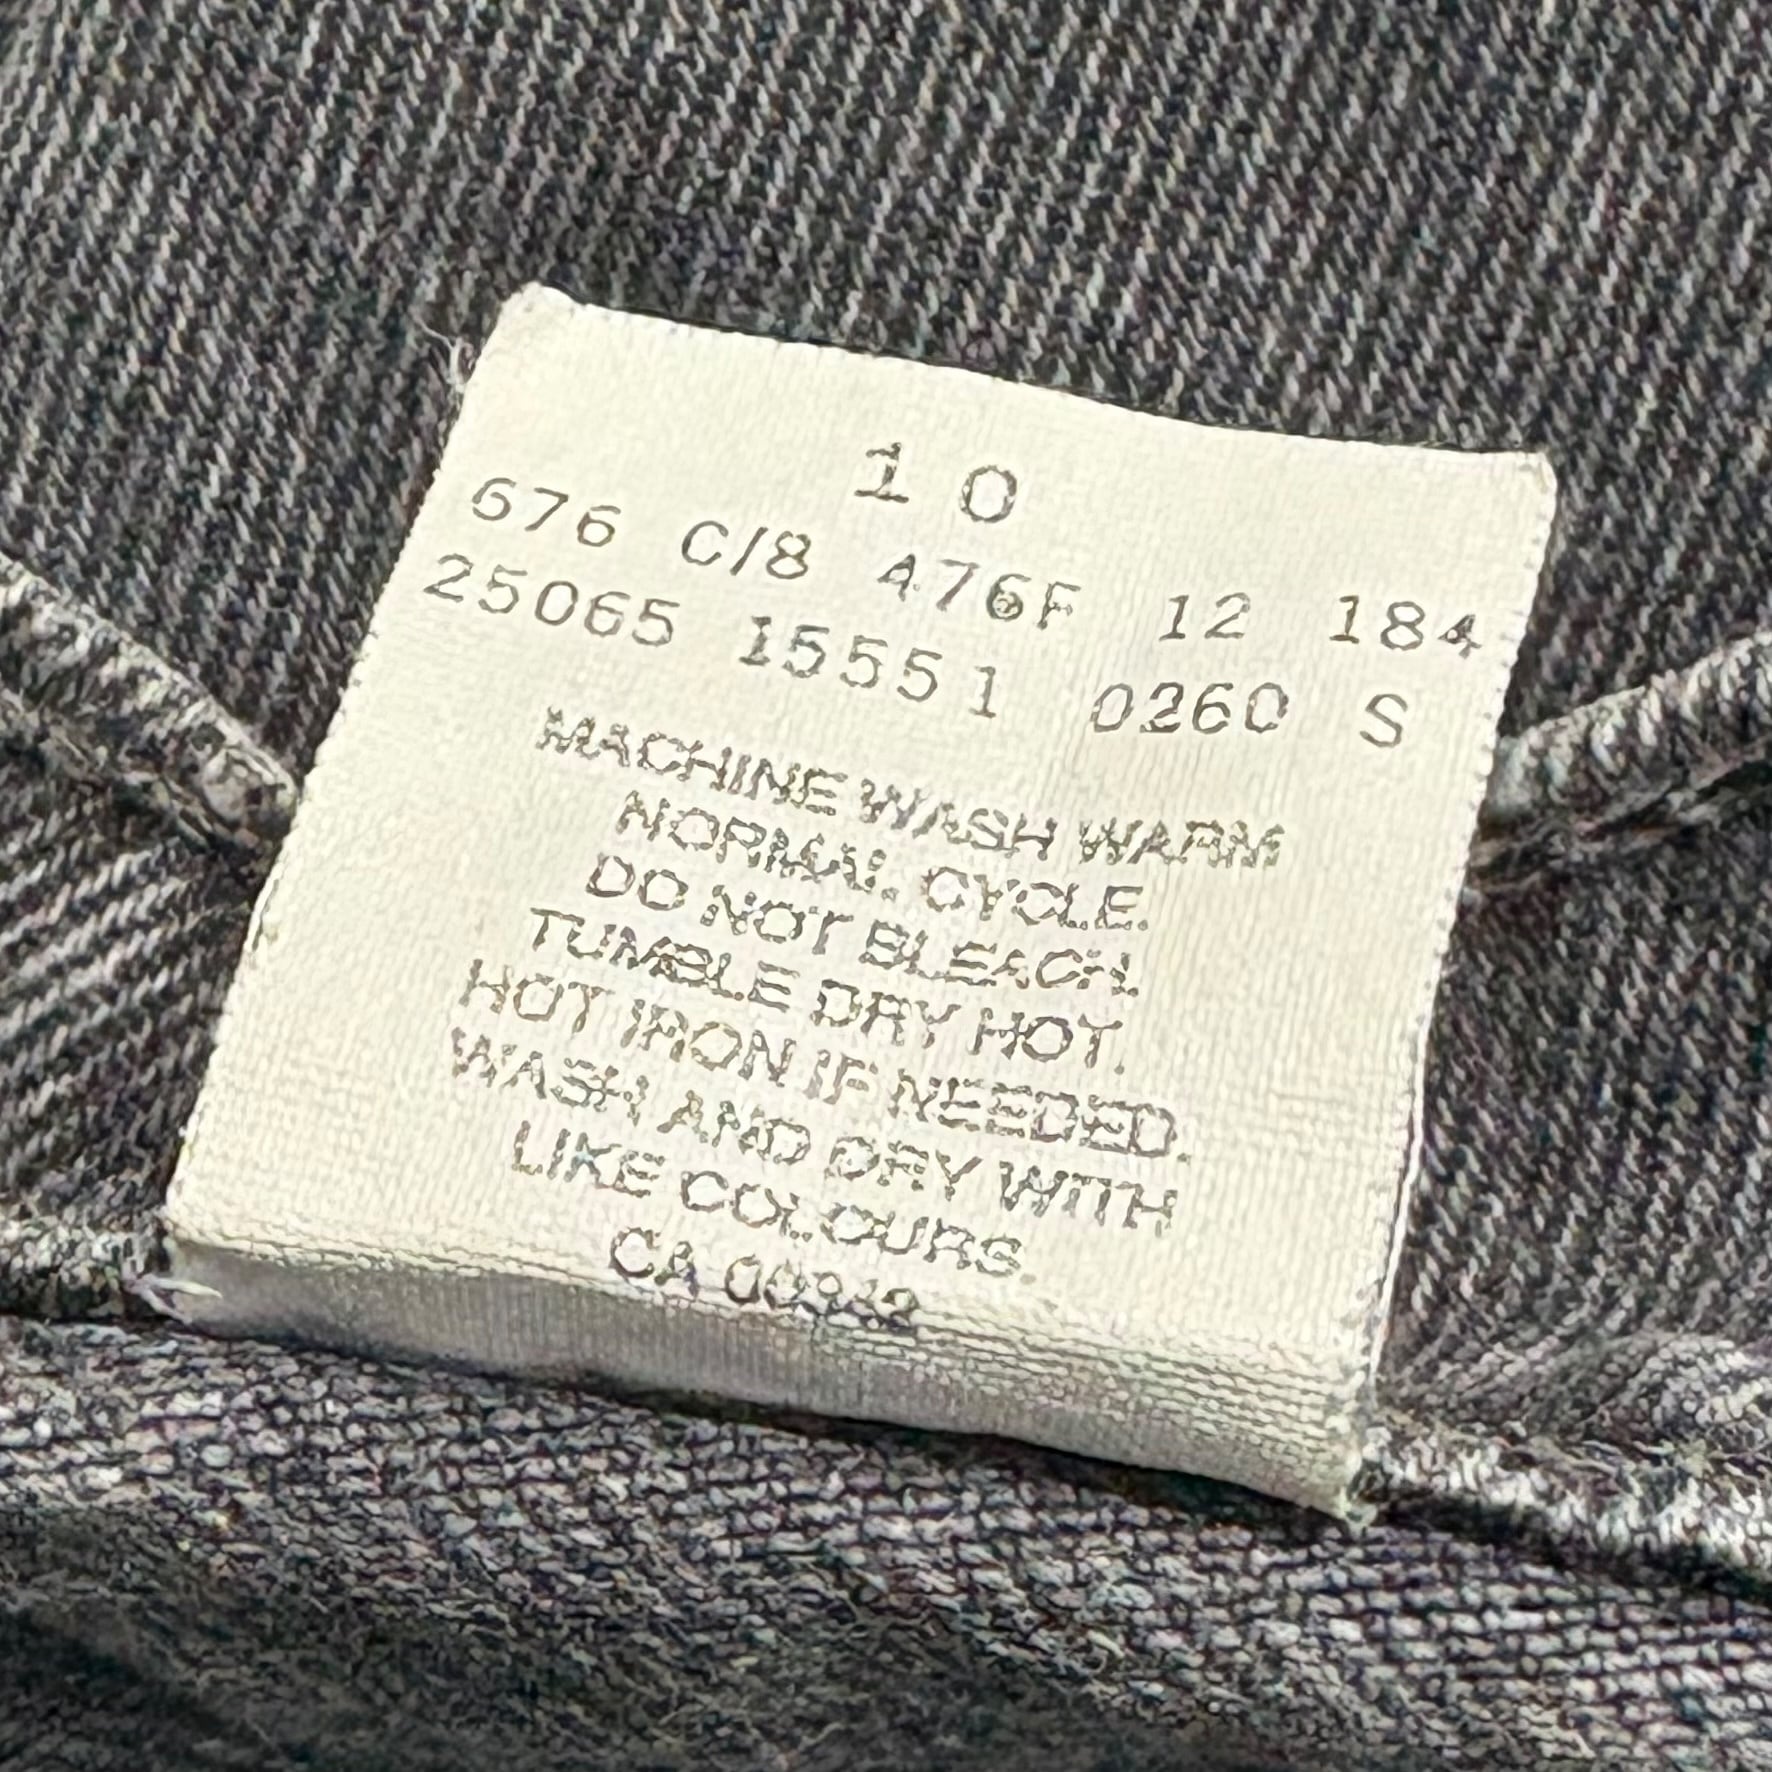 10
676 C/8 476F 12 184
25065 15551 0260 S
MACHINE WASH WARM
NORMAL CYCLE.
DO NOT BLEACH.
TUMBLE DRY HOT.
HOT IRON IF NEEDED.
WASH AND DRY WITH
LIKE COLOURS.
CA